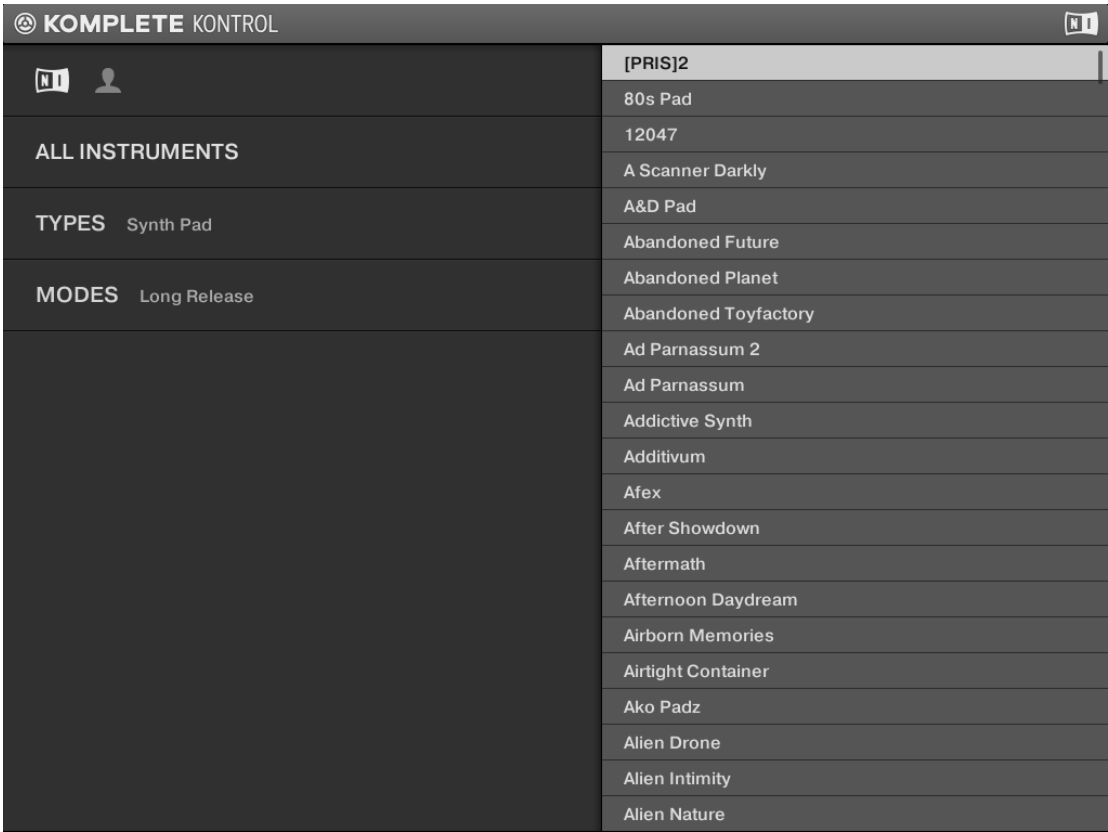 KOMPLETE KONTROL
NI
NI
ALL INSTRUMENTS
TYPES Synth Pad
MODES Long Release
[PRIS]2
80s Pad
12047
A Scanner Darkly
A&D Pad
Abandoned Future
Abandoned Planet
Abandoned Toyfactory
Ad Parnassum 2
Ad Parnassum
Addictive Synth
Additivum
Afex
After Showdown
Aftermath
Afternoon Daydream
Airborn Memories
Airtight Container
Ako Padz
Alien Drone
Alien Intimity
Alien Nature